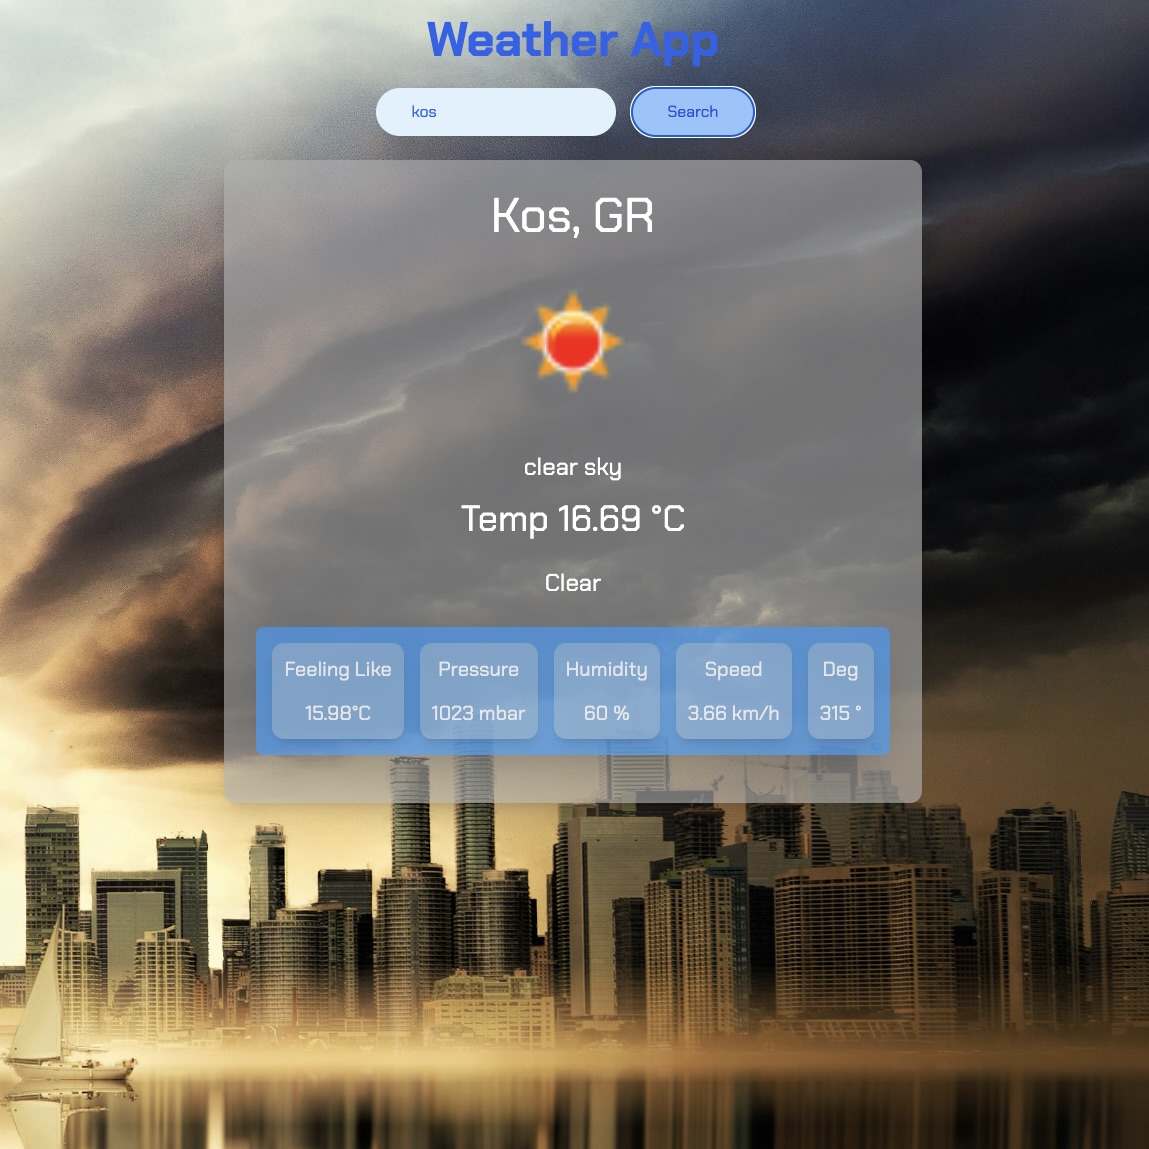 Weather App
kos Search
Kos, GR
clear sky
Temp 16.69 °C
Clear
Feeling Like Pressure Humidity Speed Deg
15.98°C 1023 mbar 60 % 3.66 km/h 315 °